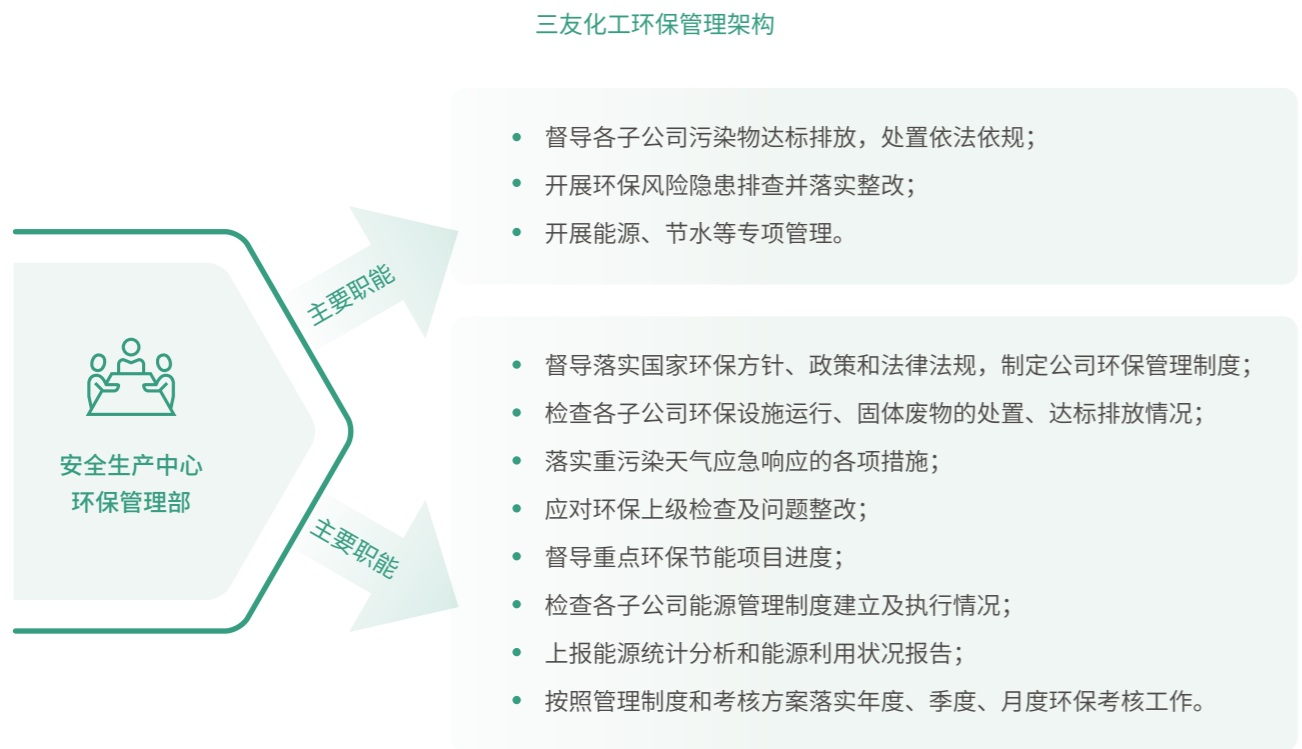 三友化工环保管理架构
督导各子公司污染物达标排放，处置依法依规；
开展环保风险隐患排查并落实整改；
开展能源、节水等专项管理。
主要职能
安全生产中心
环保管理部
主要职能
督导落实国家环保方针、政策和法律法规，制定公司环保管理制度；
检查各子公司环保设施运行、固体废物的处置、达标排放情况；
落实重污染天气应急响应的各项措施；
应对环保上级检查及问题整改；
督导重点环保节能项目进度；
检查各子公司能源管理制度建立及执行情况；
上报能源统计分析和能源利用状况报告；
按照管理制度和考核方案落实年度、季度、月度环保考核工作。